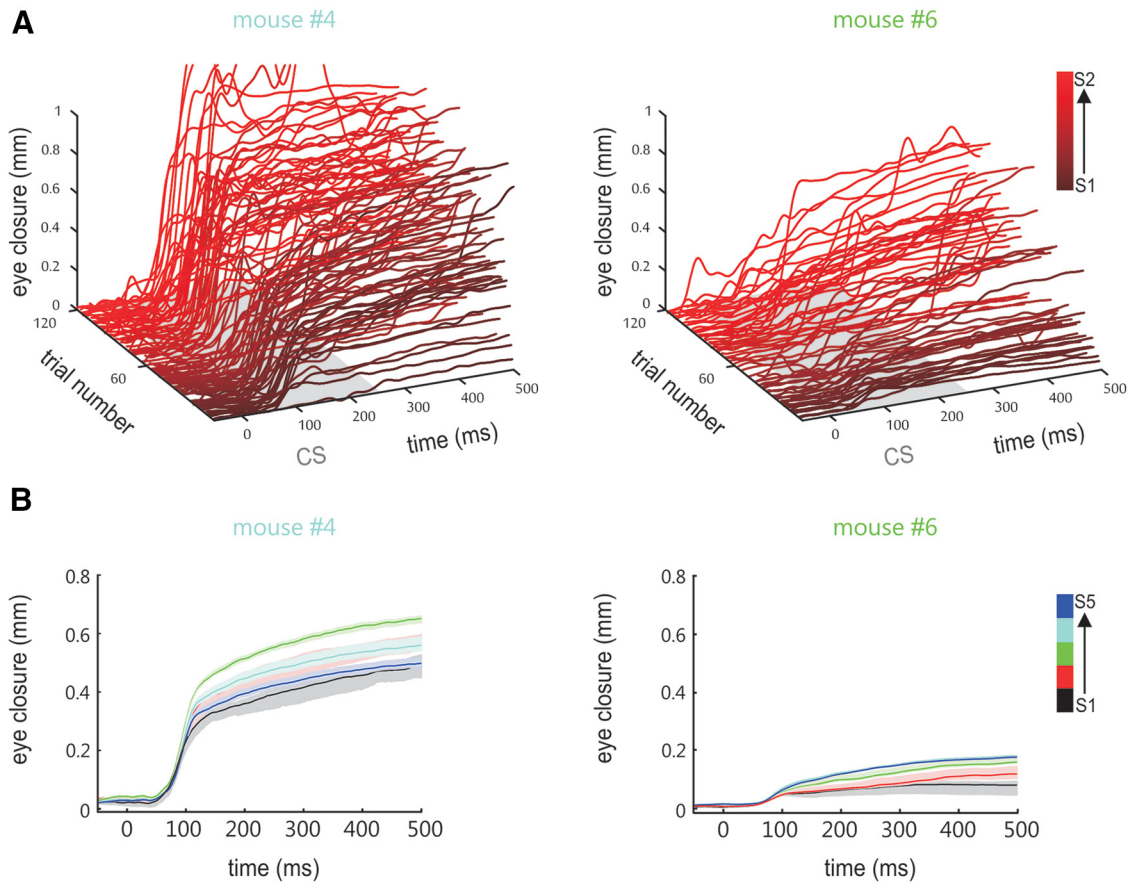 A
mouse #4
mouse #6
eye closure (mm)
1
0.8
0.6
0.4
0.2
0
120
60
trial number
0
100
200
300
400
500
CS
time (ms)
eye closure (mm)
1
0.8
0.6
0.4
0.2
0
120
60
trial number
0
100
200
300
400
500
CS
time (ms)
S2
S1
B
mouse #4
mouse #6
eye closure (mm)
0.8
0.6
0.4
0.2
0
0 100 200 300 400 500
time (ms)
eye closure (mm)
0.8
0.6
0.4
0.2
0
0 100 200 300 400 500
time (ms)
S5
S1